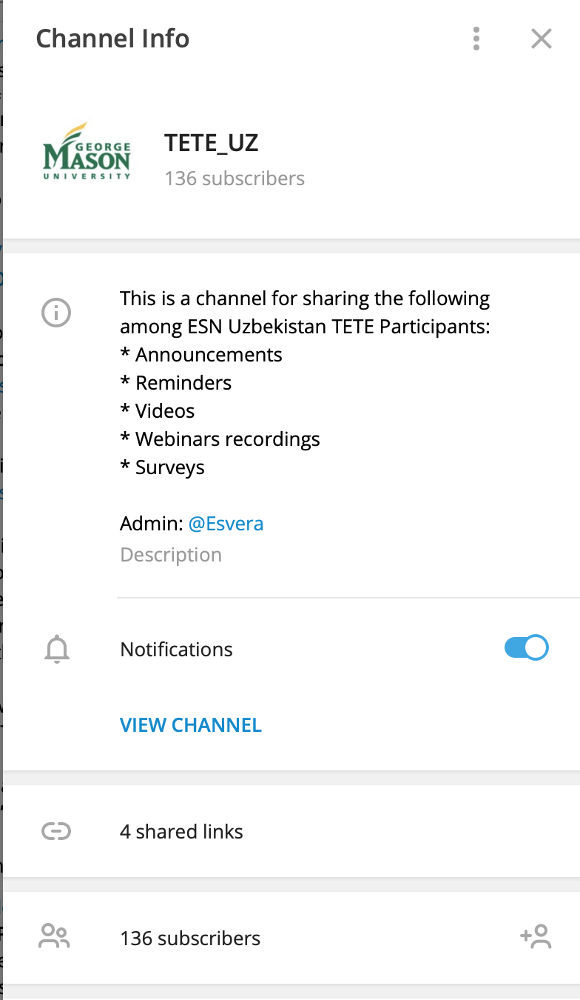 Channel Info
GEORGE
MASON
UNIVERSITY
TETE_UZ
136 subscribers
This is a channel for sharing the following
among ESN Uzbekistan TETE Participants:
* Announcements
* Reminders
* Videos
* Webinars recordings
* Surveys
Admin: @Esvera
Description
Notifications
VIEW CHANNEL
4 shared links
136 subscribers